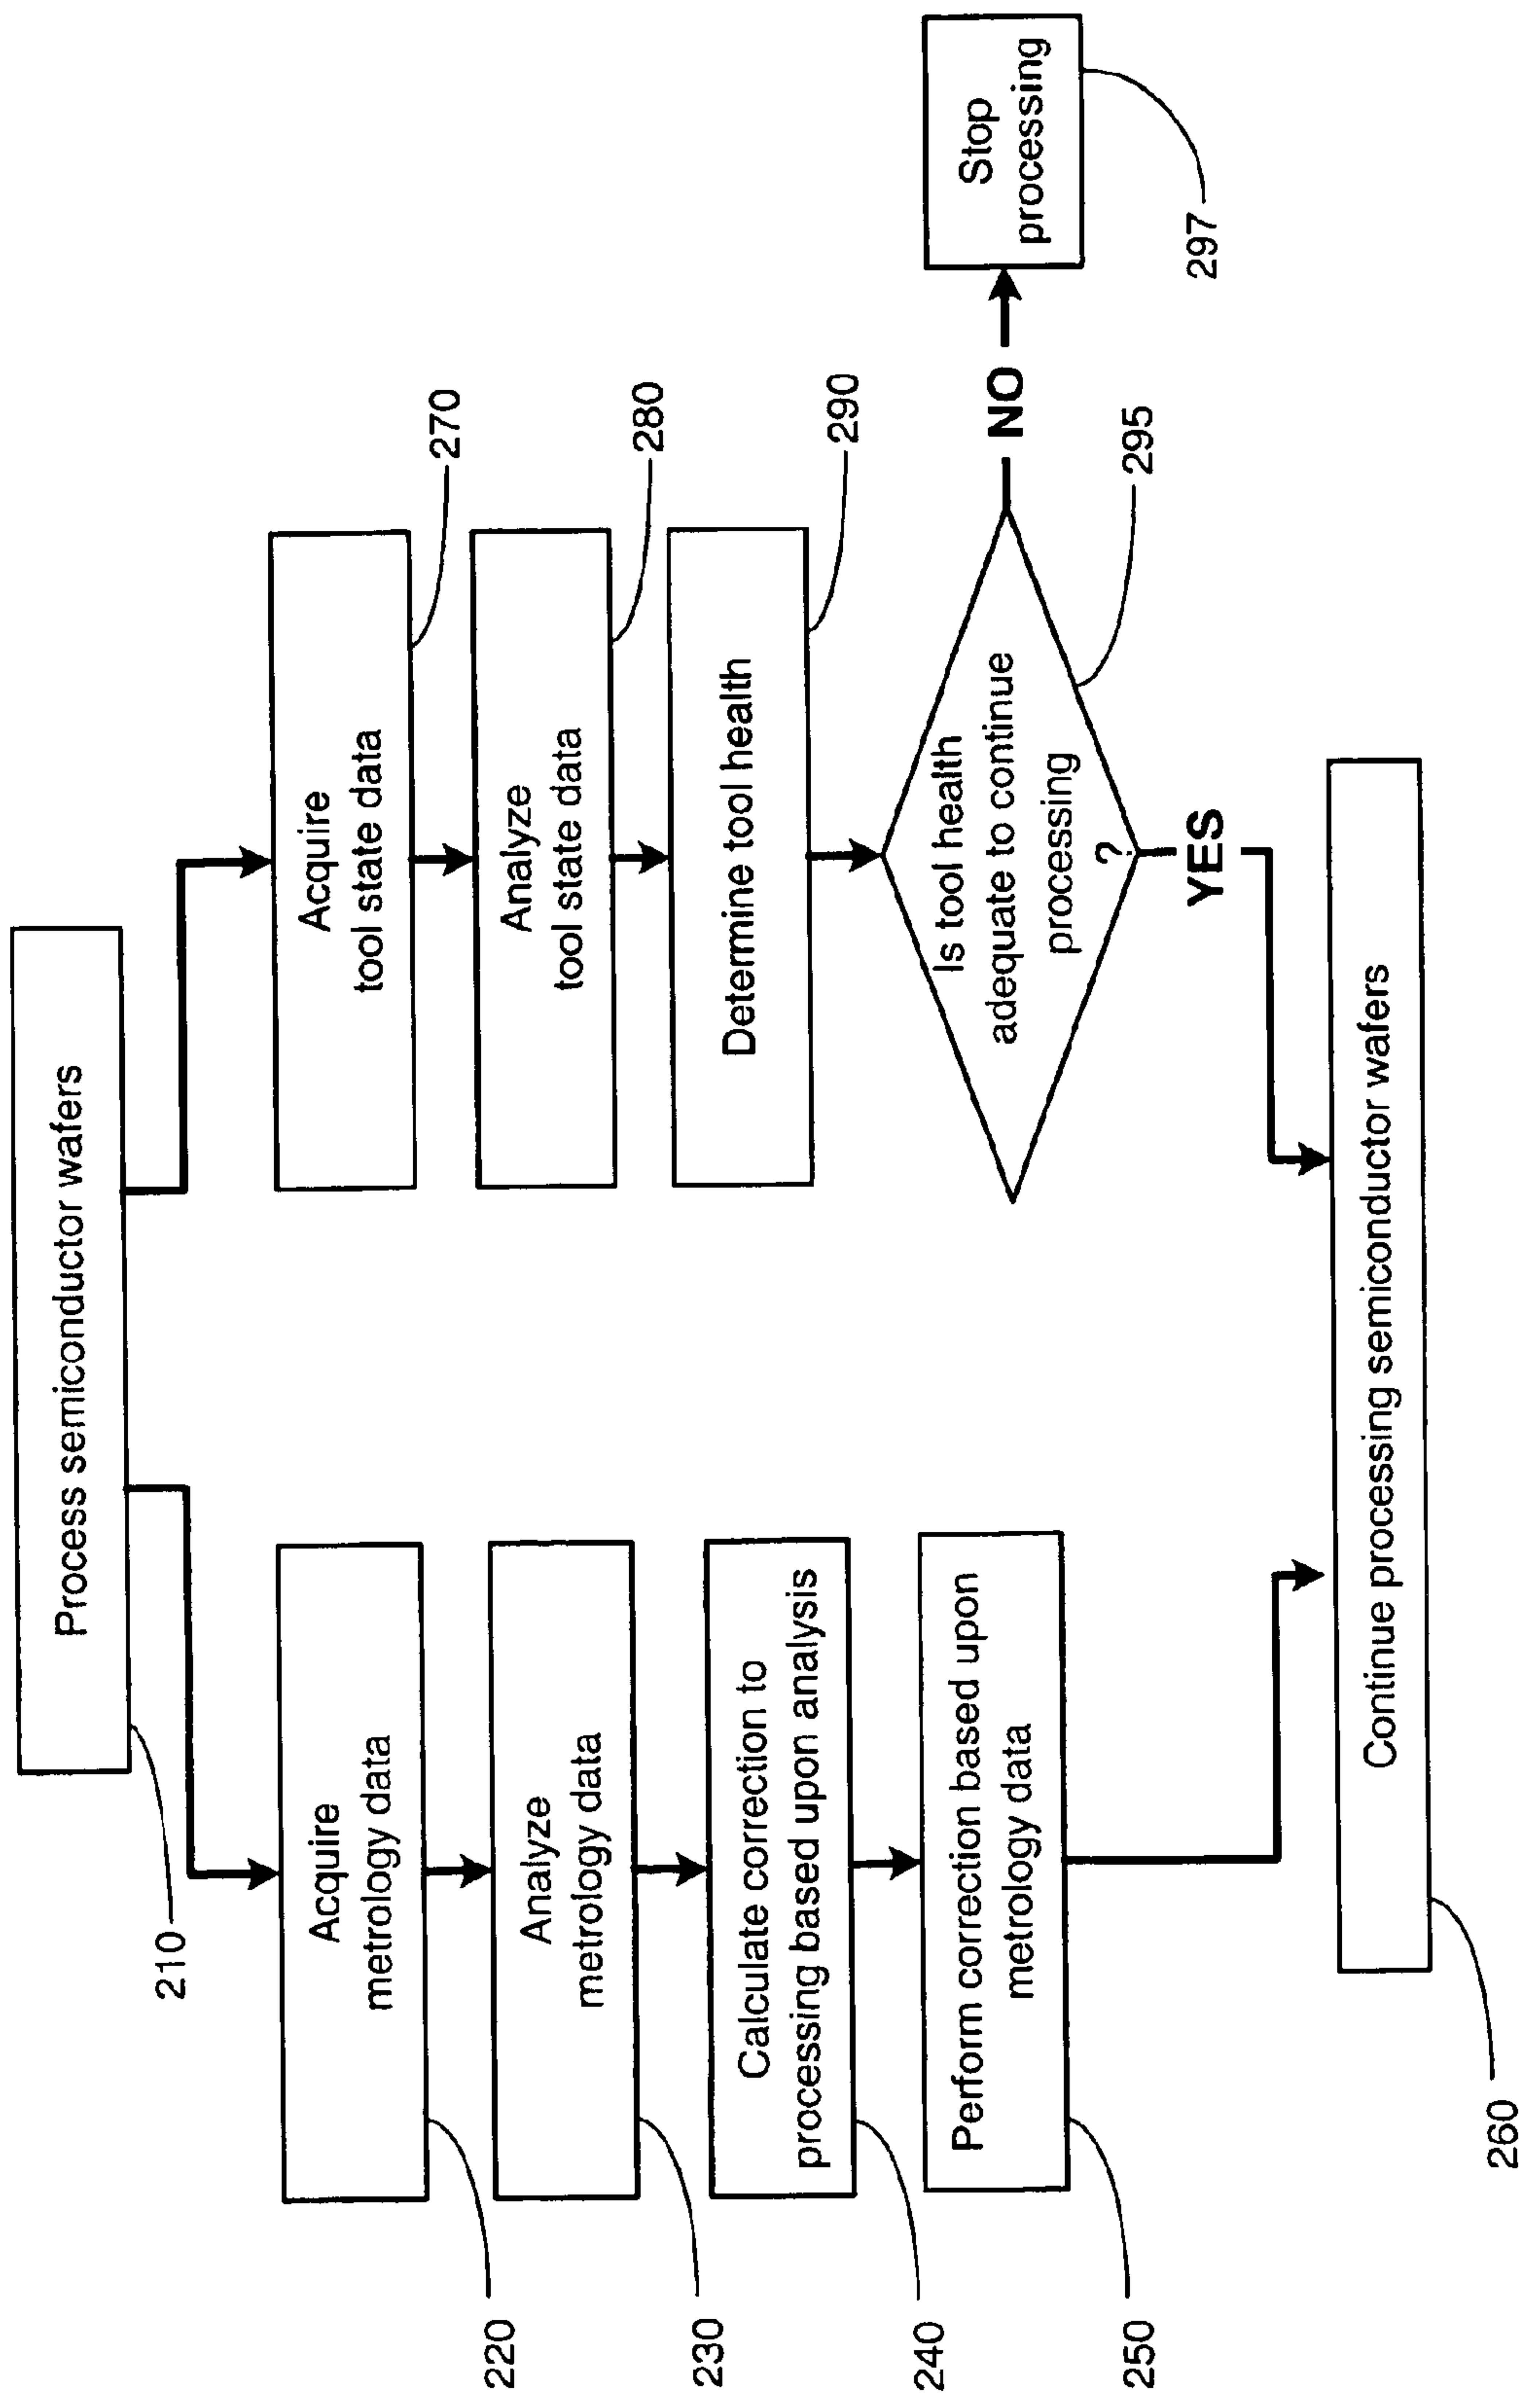 Process semiconductor wafers
210
Acquire
metrology data
220
Analyze
metrology data
230
Calculate correction to
processing based upon analysis
240
Perform correction based upon
metrology data
250
Acquire
tool state data
270
Analyze
tool state data
280
Determine tool health
290
Is tool health
adequate to continue
processing
?
295
NO
Stop
processing
297
YES
Continue processing semiconductor wafers
260